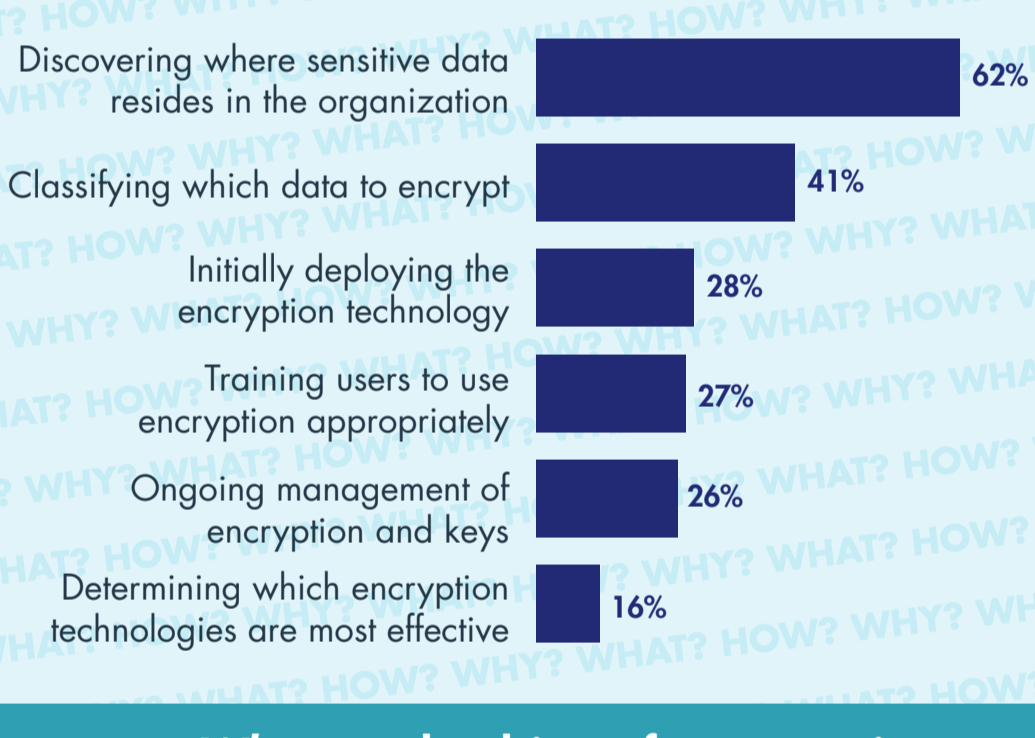 Discovering where sensitive data
resides in the organization
62%
Classifying which data to encrypt
41%
Initially deploying the
encryption technology
28%
Training users to use
encryption appropriately
27%
Ongoing management of
encryption and keys
26%
Determining which encryption
technologies are most effective
16%